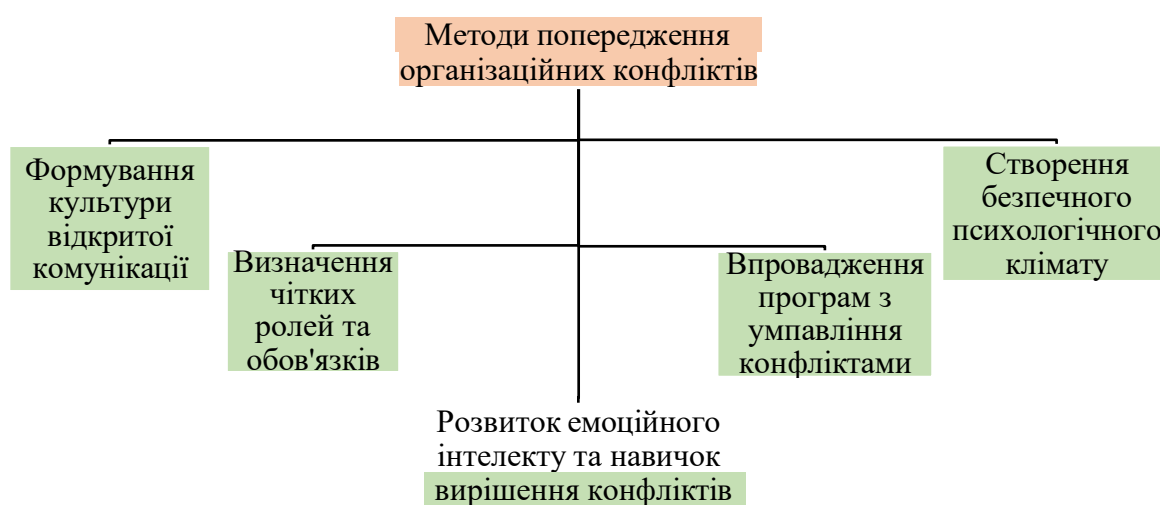 Методи попередження
організаційних конфліктів
Формування
культури
відкритої
комунікації
Визначення
чітких
ролей та
обов'язків
Розвиток емоційного
інтелекту та навичок
вирішення конфліктів
Впровадження
програм з
умпавління
конфліктами
Створення
безпечного
психологічного
клімату